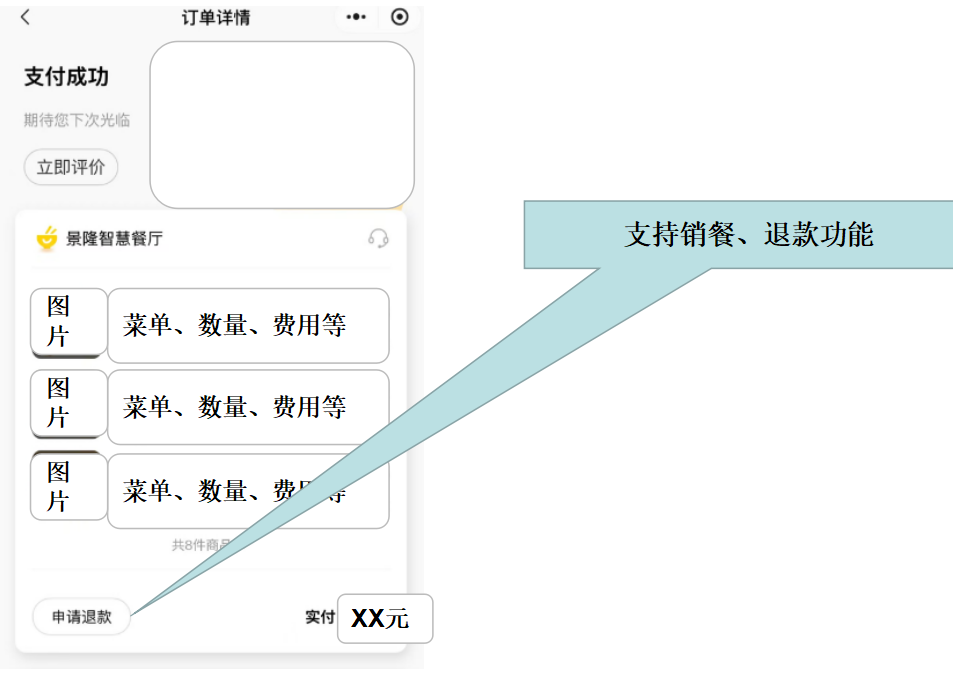 订单详情
支付成功
期待您下次光临
立即评价
支持销餐、退款功能
景隆智慧餐厅
图
片
菜单、数量、费用等
图
片
菜单、数量、费用等
图
片
菜单、数量、费用等
共8件商品
申请退款
实付
XX元